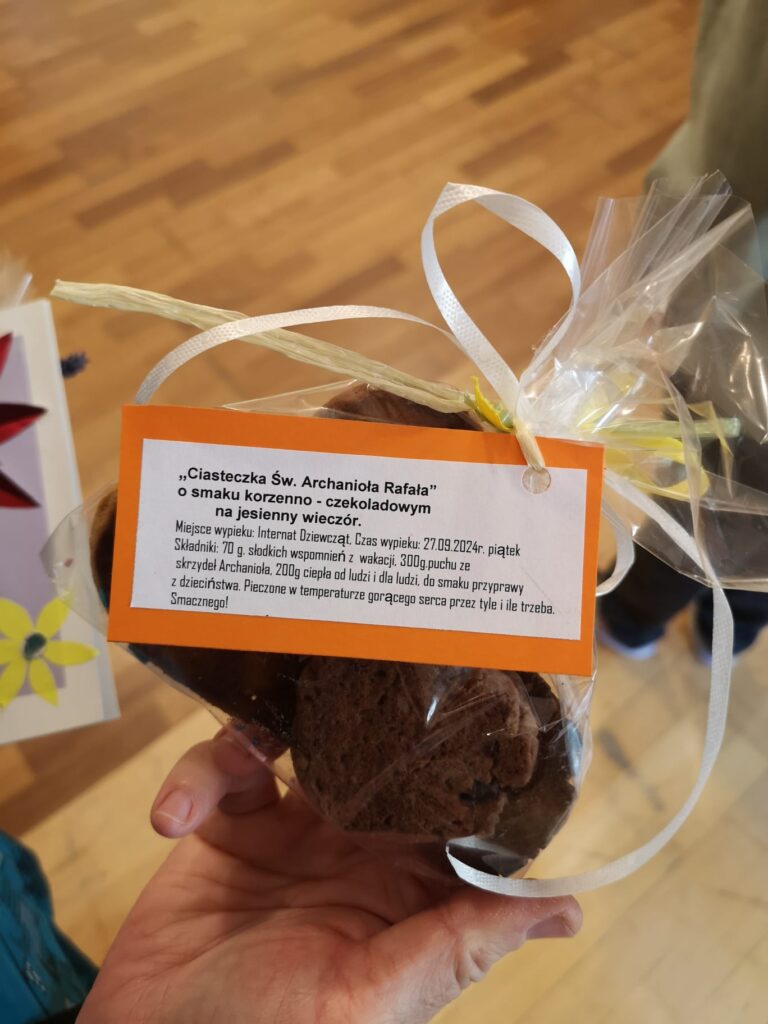 „Ciasteczka Św. Archanioła Rafała”
o smaku korzenno - czekoladowym
na jesienny wieczór.
Miejsce wypieku: Internat Dziewcząt. Czas wypieku: 27.09.2024r. piątek
Składniki: 70 g. słodkich wspomnień z wakacji, 300g.puchu ze
skrzydeł Archanioła, 200g ciepła od ludzi i dla ludzi, do smaku przyprawy
z dzieciństwa. Pieczone w temperaturze gorącego serca przez tyle i ile trzeba.
Smacznego!